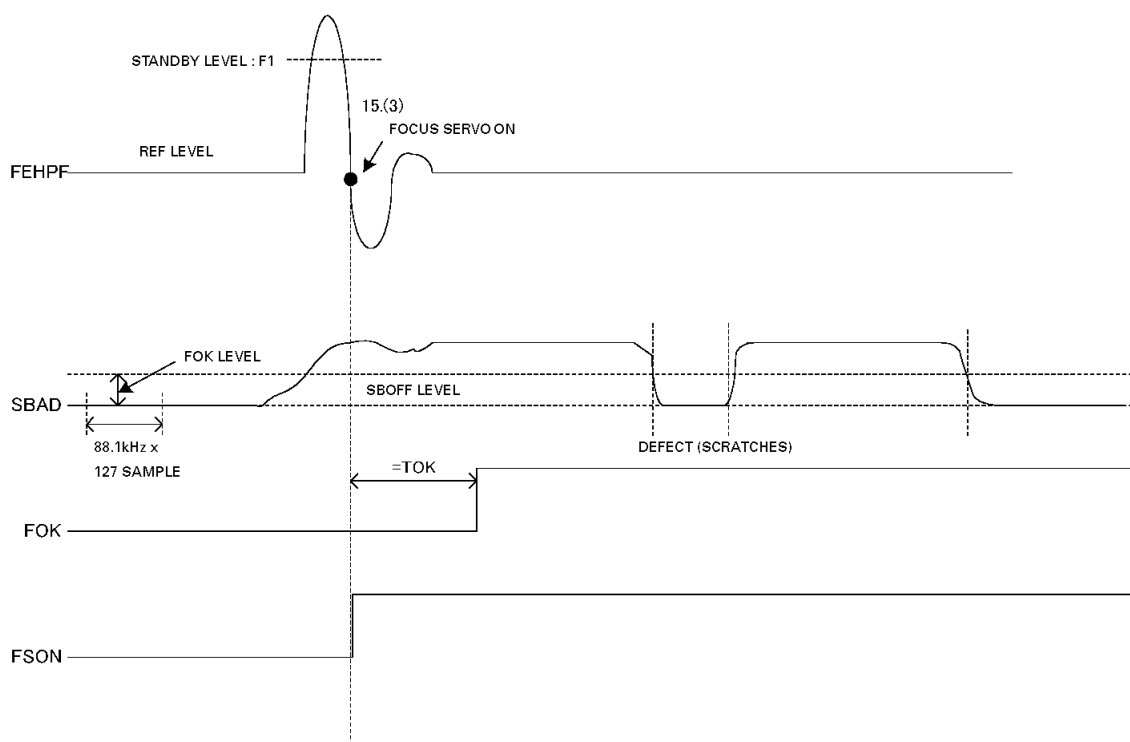 STANDBY LEVEL : F1
15.(3)
FOCUS SERVO ON
REF LEVEL
FEHPF
FOK LEVEL
SBOFF LEVEL
SBAD
88.1kHz x
127 SAMPLE
DEFECT (SCRATCHES)
=TOK
FOK
FSON